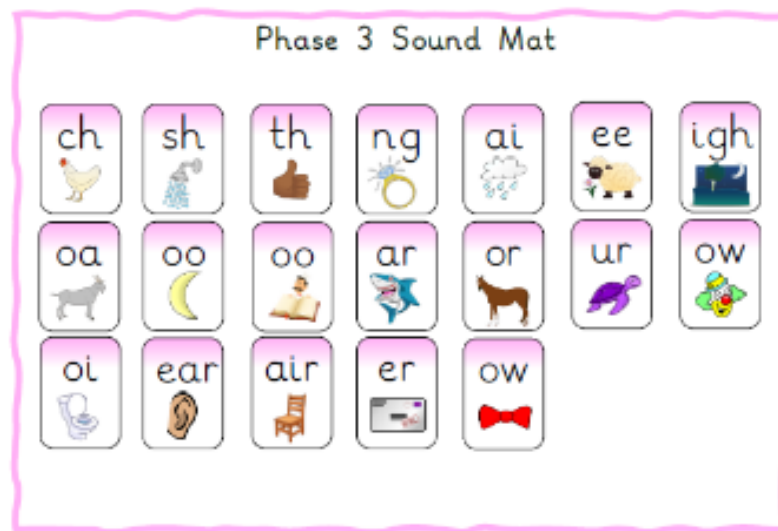 Phase 3 Sound Mat
ch sh th ng ai ee igh
oa oo oo ar or ur ow
oi ear air er ow